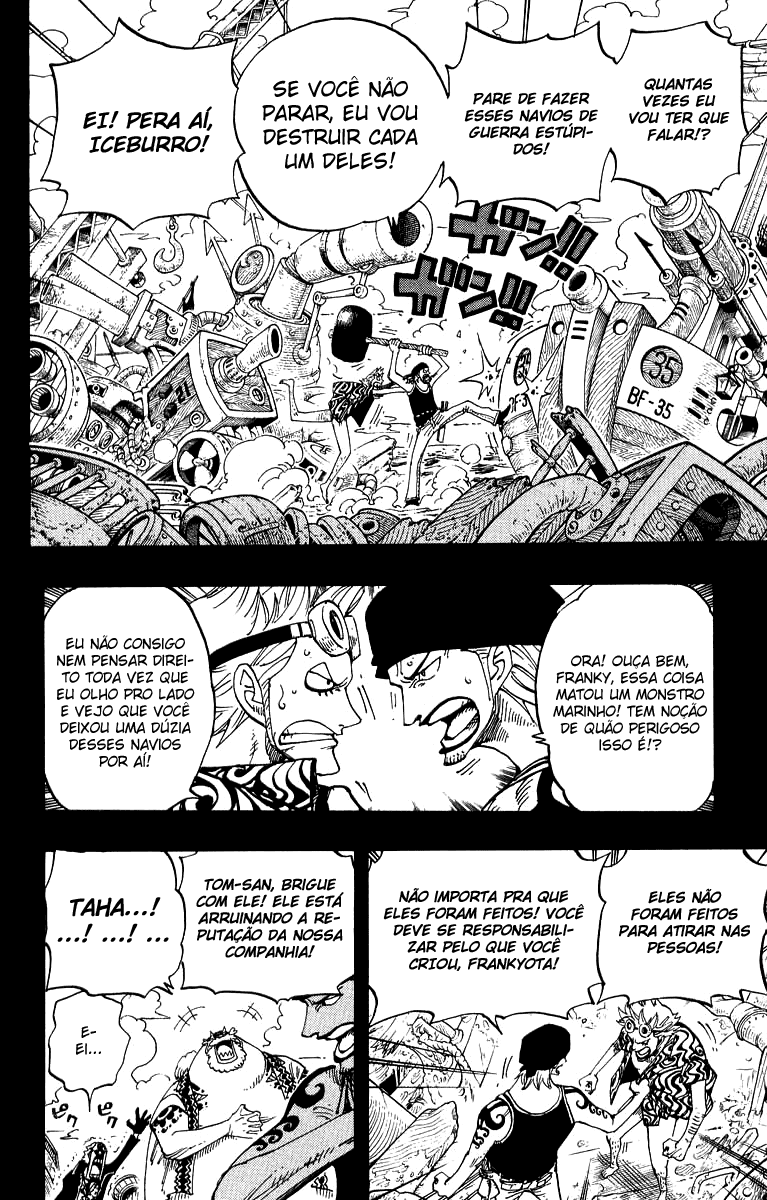 QUANTAS
VEZES EU
VOU TER QUE
FALAR!?
PARE DE FAZER
ESSES NAVIOS DE
GUERRA ESTÚPI-
DOS!
SE VOCÊ NÃO
PARAR, EU VOU
DESTRUIR CADA
UM DELES!
EI! PERA AÍ,
ICEBURRO!
ガン!!
ガン!!
35
BF-35
ORA! OUÇA BEM,
FRANKY, ESSA COISA
MATOU UM MONSTRO
MARINHO! TEM NOÇÃO
DE QUÃO PERIGOSO
ISSO É!?
EU NÃO CONSIGO
NEM PENSAR DIREI-
TO TODA VEZ QUE
EU OLHO PRO LADO
E VEJO QUE VOCÊ
DEIXOU UMA DÚZIA
DESSES NAVIOS
POR AÍ!
ELES NÃO
FORAM FEITOS
PARA ATIRAR NAS
PESSOAS!
NÃO IMPORTA PRA QUE
ELES FORAM FEITOS! VOCÊ
DEVE SE RESPONSABILI-
ZAR PELO QUE VOCÊ
CRIOU, FRANKYOTA!
TOM-SAN, BRIGUE
COM ELE! ELE ESTÁ
ARRUINANDO A RE-
PUTAÇÃO DA NOSSA
COMPANHIA!
TAHA...!
...! ...! ...
E-
EI...